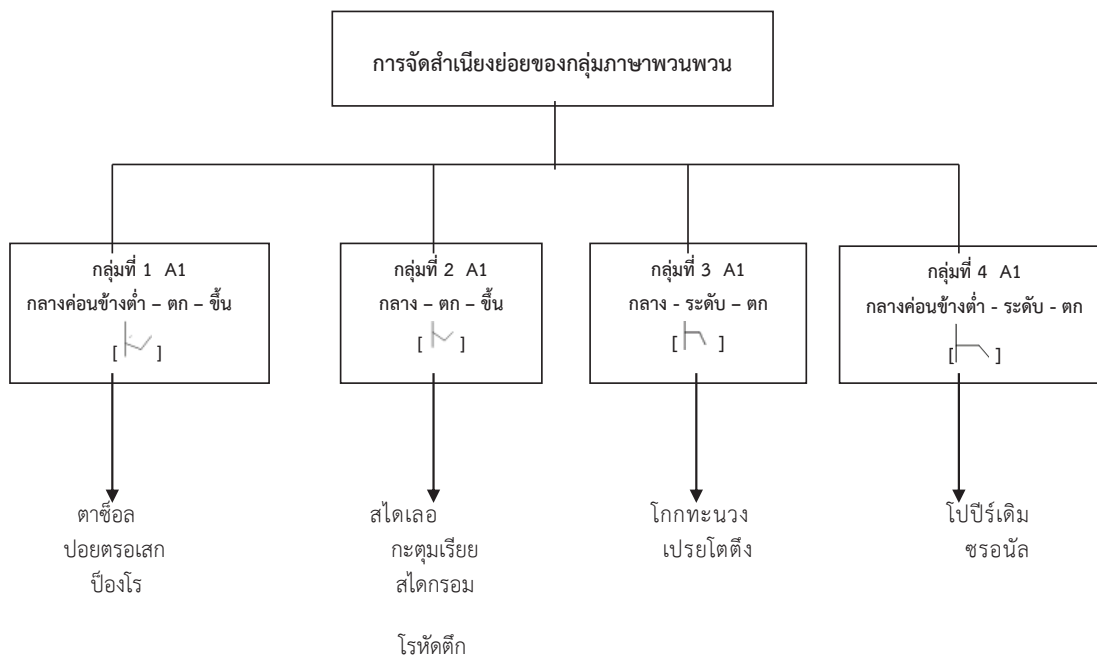 การจัดสำเนียงย่อยของกลุ่มภาษาพวนพวน
กลุ่มที่ 1 A1
กลางค่อนข้างต่ำ – ตก – ขึ้น
[ ]
ตาซ็อล
ปอยตรอเสก
ป็องโร
กลุ่มที่ 2 A1
กลาง – ตก – ขึ้น
[ ]
สไดเลอ
กะตุมเรียย
สไดกรอม
โรหัดตึก
กลุ่มที่ 3 A1
กลาง - ระดับ – ตก
[ ]
โกกทะนวง
เปรยโตตึง
กลุ่มที่ 4 A1
กลางค่อนข้างต่ำ - ระดับ - ตก
[ ]
โปปีร์เดิม
ซรอนัล